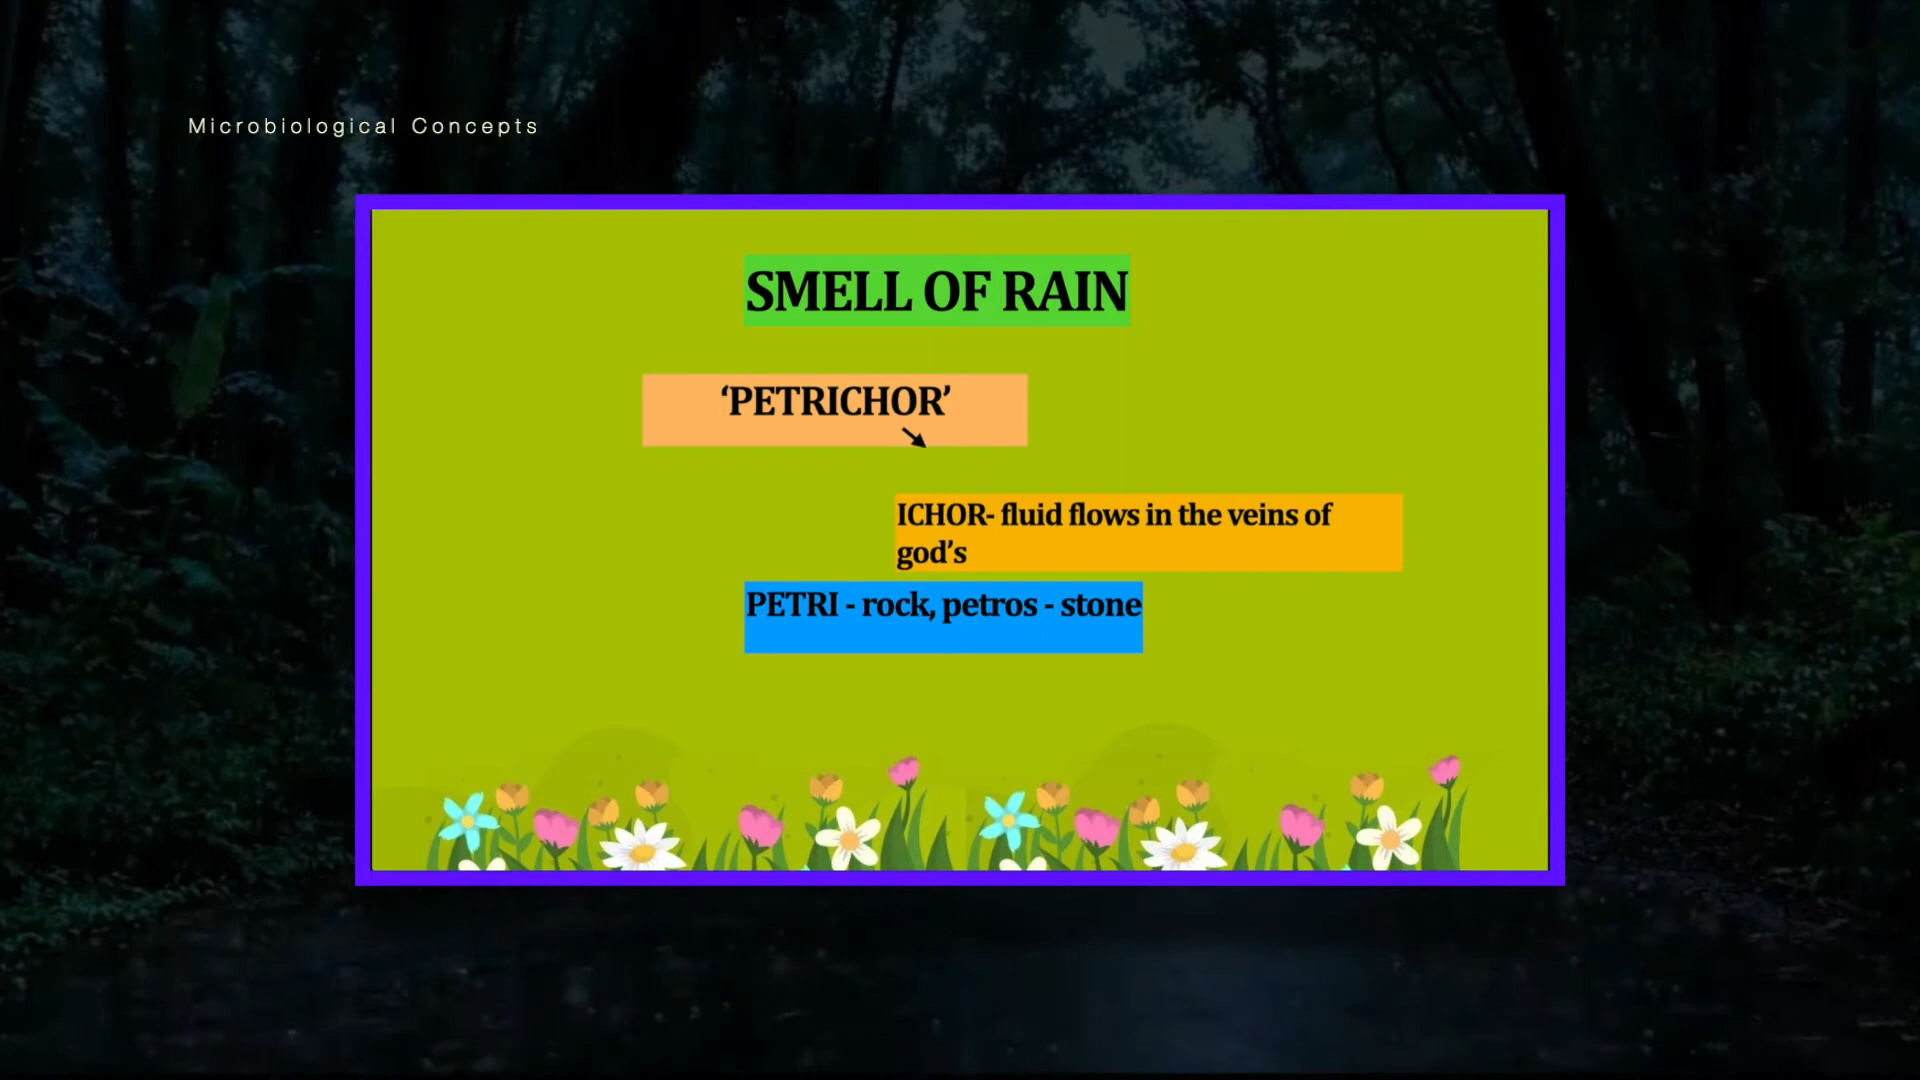 Microbiological Concepts
SMELL OF RAIN
‘PETRICHOR’
ICHOR- fluid flows in the veins of
god’s
PETRI - rock, petros - stone